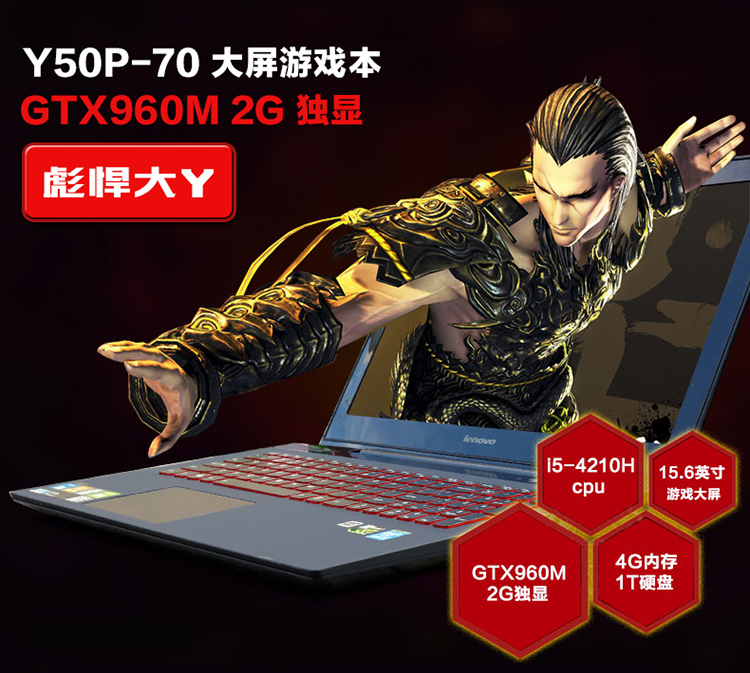 Y50P-70 大屏游戏本
GTX960M 2G 独显
彪悍大Y
lenovo
i5-4210H
cpu
15.6英寸
游戏大屏
GTX960M
2G独显
4G内存
1T硬盘